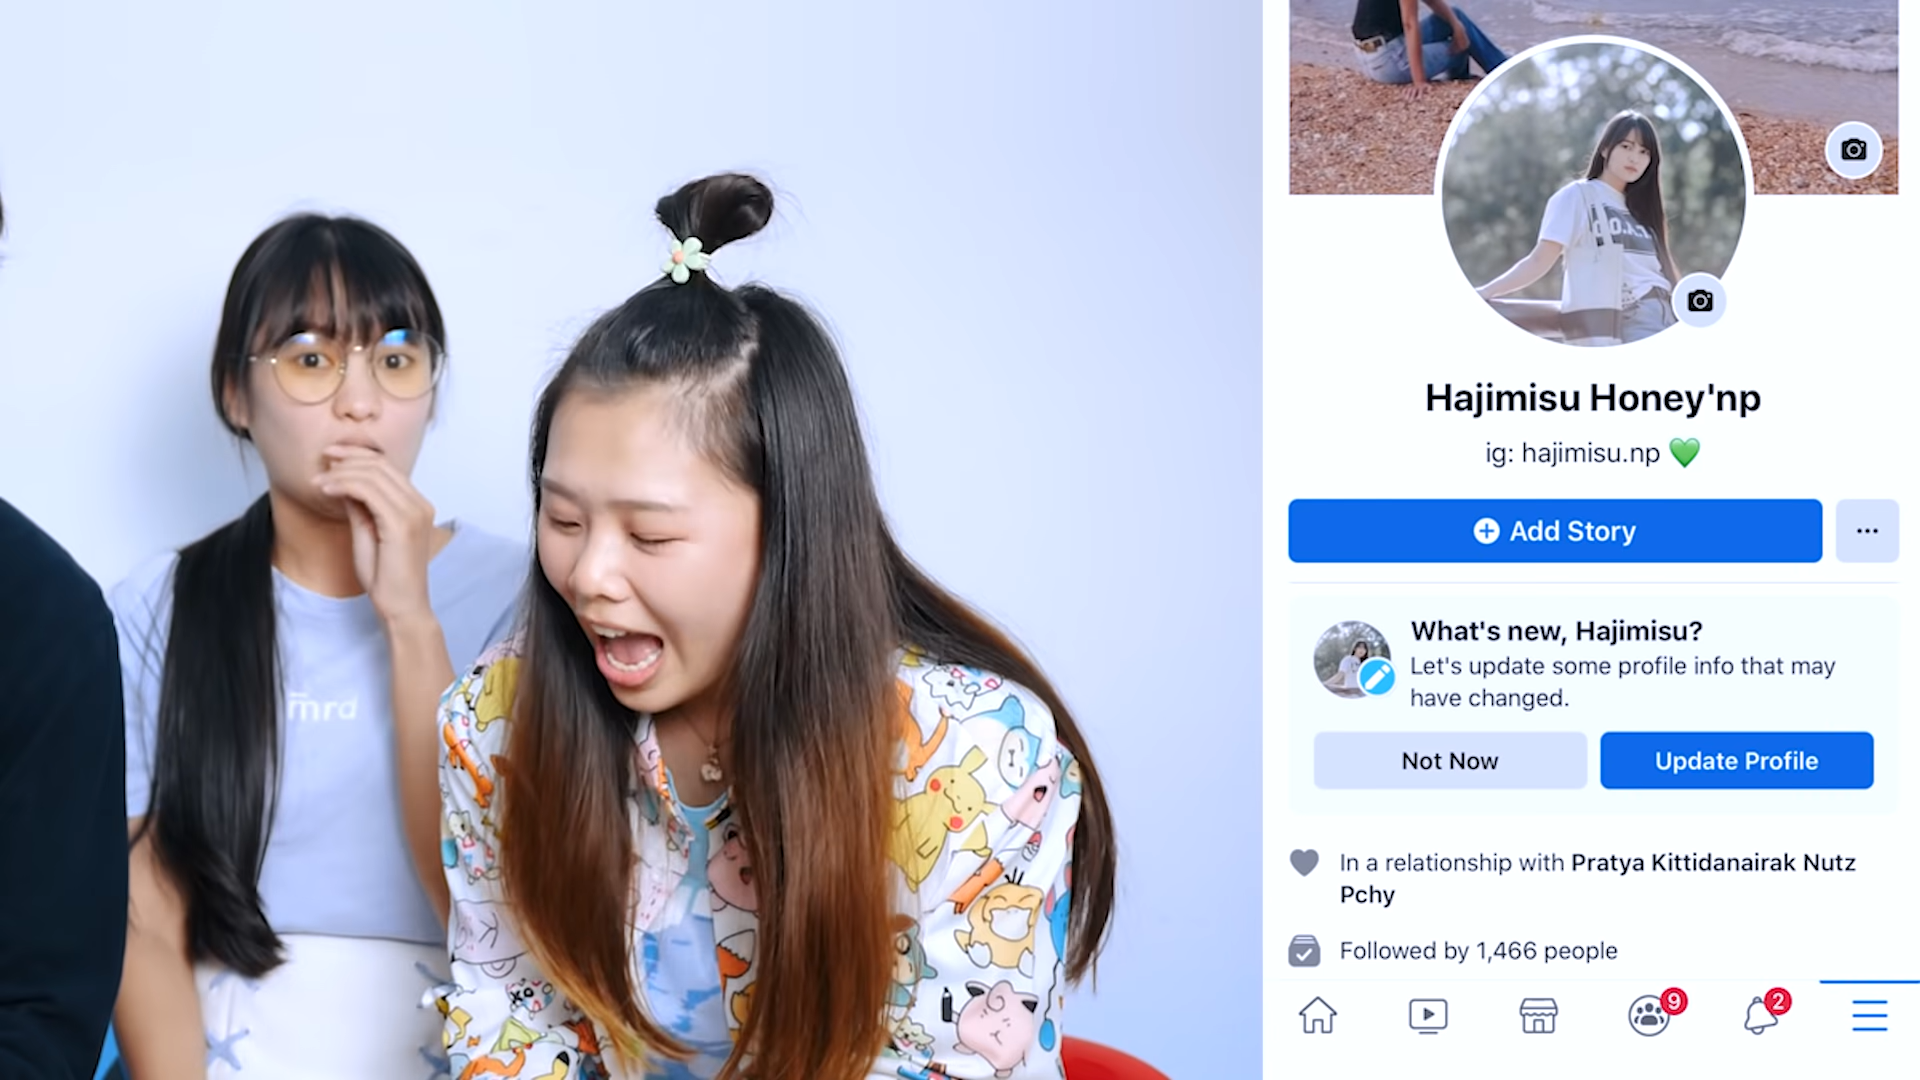 mrd
Hajimisu Honey'np
ig: hajimisu.np 💚
Add Story
What's new, Hajimisu?
Let's update some profile info that may
have changed.
Not Now
Update Profile
In a relationship with Pratya Kittidanairak Nutz
Pchy
Followed by 1,466 people
9
2